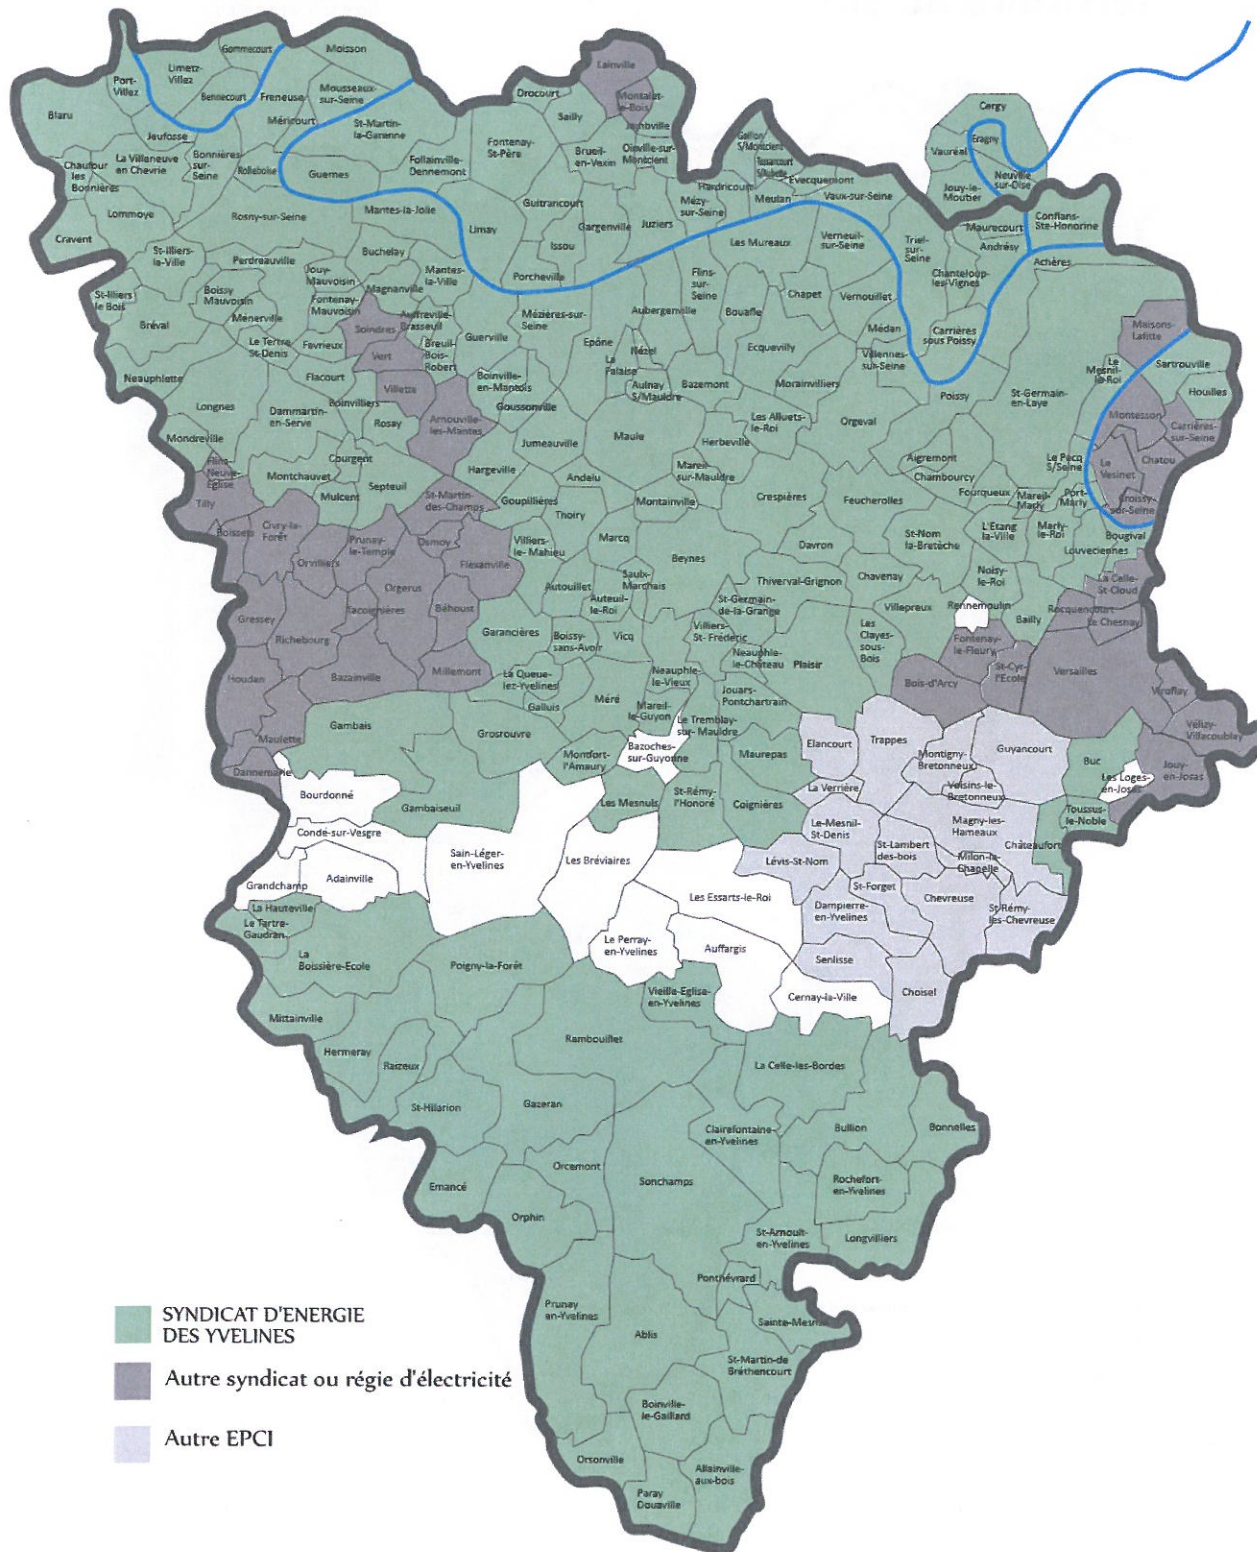 Gommecourt
Moisson
Port-
Villez
Limetz-
Villez
Bennecourt
Freneuse
Mousseaux-
sur-Seine
Blaru
Jeufosse
Méricourt
St-Martin-
la-Garenne
Drocourt
Sailly
Lainville
Montalet-
le-Bois
Jambville
Cergy
Eragny
Vauréal
Neuville
sur-Oise
Jouy-le-
Moutier
Chaufour
les
Bonnières
La Villeneuve
en Chevrie
Bonnières
sur-
Seine
Rolleboise
Guernes
Follainville-
Dennemont
Fontenay-
St-Père
Brueil-
en-Vexin
Oinville-sur-
Montcient
Gaillon
S/Montcient
Tessancourt
S/Aubette
Evecquemont
Hardricourt
Mézy-
sur-Seine
Meulan
Vaux-sur-Seine
Maurecourt
Conflans-
Ste-Honorine
Andrésy
Lommoye
Rosny-sur-Seine
Mantes-la-Jolie
Limay
Guitrancourt
Gargenville
Juziers
Issou
Les Mureaux
Verneuil-
sur-Seine
Triel-
sur-
Seine
Achères
Cravent
St-Illiers-
la-Ville
Perdreauville
Buchelay
Porcheville
Flins-
sur-
Seine
Chapet
Vernouillet
Chanteloup-
les-Vignes
St-Illiers
le Bois
Boissy
Mauvoisin
Jouy-
Mauvoisin
Magnanville
Mantes-
la-Ville
Mézières-sur-
Seine
Aubergenville
Bouafle
Médan
Carrières
sous Poissy
Maisons-
Lafitte
Ménerville
Fontenay-
Mauvoisin
Soindres
Auffreville-
Brasseuil
Guerville
Epône
Nézel
Ecquevilly
Villennes-
sur-Seine
Bréval
Le Tertre
St-Denis
Favrieux
Vert
Breuil-
Bois-
Robert
La
Falaise
Aulnay
S/Mauldre
Bazemont
Morainvilliers
Poissy
St-Germain-
en-Laye
Le
Mesnil-
le-Roi
Sartrouville
Houilles
Neauphlette
Flacourt
Villette
Boinville-
en-Mantois
Goussonville
Longnes
Dammartin-
en-Serve
Boinvilliers
Rosay
Arnouville-
les-Mantes
Jumeauville
Maule
Herbeville
Les Alluets-
le-Roi
Orgeval
Montesson
Carrières-
sur-Seine
Mondreville
Courgent
Hargeville
Andelu
Mareil-
sur-Mauldre
Aigremont
Chambourcy
Le Pecq
S/Seine
Le
Vesinet
Chatou
Flins-
Neuve-
Eglise
Montchauvet
Septeuil
Mulcent
St-Martin-
des-Champs
Goupillières
Montainville
Crespières
Feucherolles
Fourqueux
Mareil-
Marly
Port-
Marly
Croissy-
sur-Seine
Tilly
Thoiry
Boissets
Civry-la-
Forêt
Prunay-
le-Temple
Osmoy
Villiers-
le- Mahieu
Marcq
Beynes
Davron
St-Nom
la-Bretèche
L'Etang
la-Ville
Marly-
le-Roi
Bougival
Louveciennes
Orvilliers
Orgerus
Flexanville
Autouillet
Saulx-
Marchais
Thiverval-Grignon
Chavenay
Noisy-
le-Roi
La Celle-
St-Cloud
Gressey
Tacoignières
Béhoust
Auteuil-
le-Roi
St-Germain-
de-la-Grange
Villepreux
Rennemoulin
Bailly
Rocquencourt
Le Chesnay
Richebourg
Garancières
Boissy-
sans-Avoir
Vicq
Villiers-
St-Fréderic
Les
Clayes-
sous-
Bois
Fontenay-
le-Fleury
Houdan
Bazainville
Millemont
La Queue-
lez-Yvelines
Neauphle-
le-Vieux
Neauphle-
le-Château
Plaisir
Bois-d'Arcy
St-Cyr-
l'Ecole
Versailles
Viroflay
Galluis
Méré
Mareil-
le-Guyon
Jouars-
Pontchartrain
Gambais
Grosrouvre
Le Tremblay-
sur-Mauldre
Vélizy-
Villacoublay
Maulette
Montfort-
l'Amaury
Bazoches-
sur-Guyonne
Maurepas
Elancourt
Trappes
Montigny-
Bretonneux
Guyancourt
Buc
Jouy-
en-Josas
Dannemarie
Les Loges-
en-Josas
Bourdonné
Gambaiseuil
Les Mesnuls
St-Rémy-
l'Honoré
Coignières
La Verrière
Voisins-le-
Bretonneux
Toussus-
le-Noble
Condé-sur-Vesgre
Le-Mesnil-
St-Denis
Magny-les-
Hameaux
Châteaufort
Sain-Léger-
en-Yvelines
Les Bréviaires
Lévis-St-Nom
St-Lambert
des-bois
Milon-la-
Chapelle
Grandchamp
Adainville
Les Essarts-le-Roi
St-Forget
Chevreuse
La Hauteville
Dampierre-
en-Yvelines
St-Rémy-
les-Chevreuse
Le Tartre-
Gaudran
Le Perray-
en-Yvelines
Auffargis
Senlisse
La
Boissière-Ecole
Poigny-la-Forêt
Choisel
Vieille-Eglise-
en-Yvelines
Cernay-la-Ville
Mittainville
Rambouillet
Hermeray
Raizeux
La Celle-les-Bordes
St-Hilarion
Gazeran
Clairefontaine-
en-Yvelines
Bullion
Bonnelles
Orcemont
Sonchamps
Emancé
Rochefort-
en-Yvelines
Orphin
St-Arnoult-
en-Yvelines
Longvilliers
Ponthévrard
Prunay
en-Yvelines
Sainte-Mesme
Ablis
St-Martin-de
Bréthencourt
Boinville-
le-Gaillard
Orsonville
Allainville-
aux-bois
Paray
Douaville
SYNDICAT D'ENERGIE
DES YVELINES
Autre syndicat ou régie d'électricité
Autre EPCI